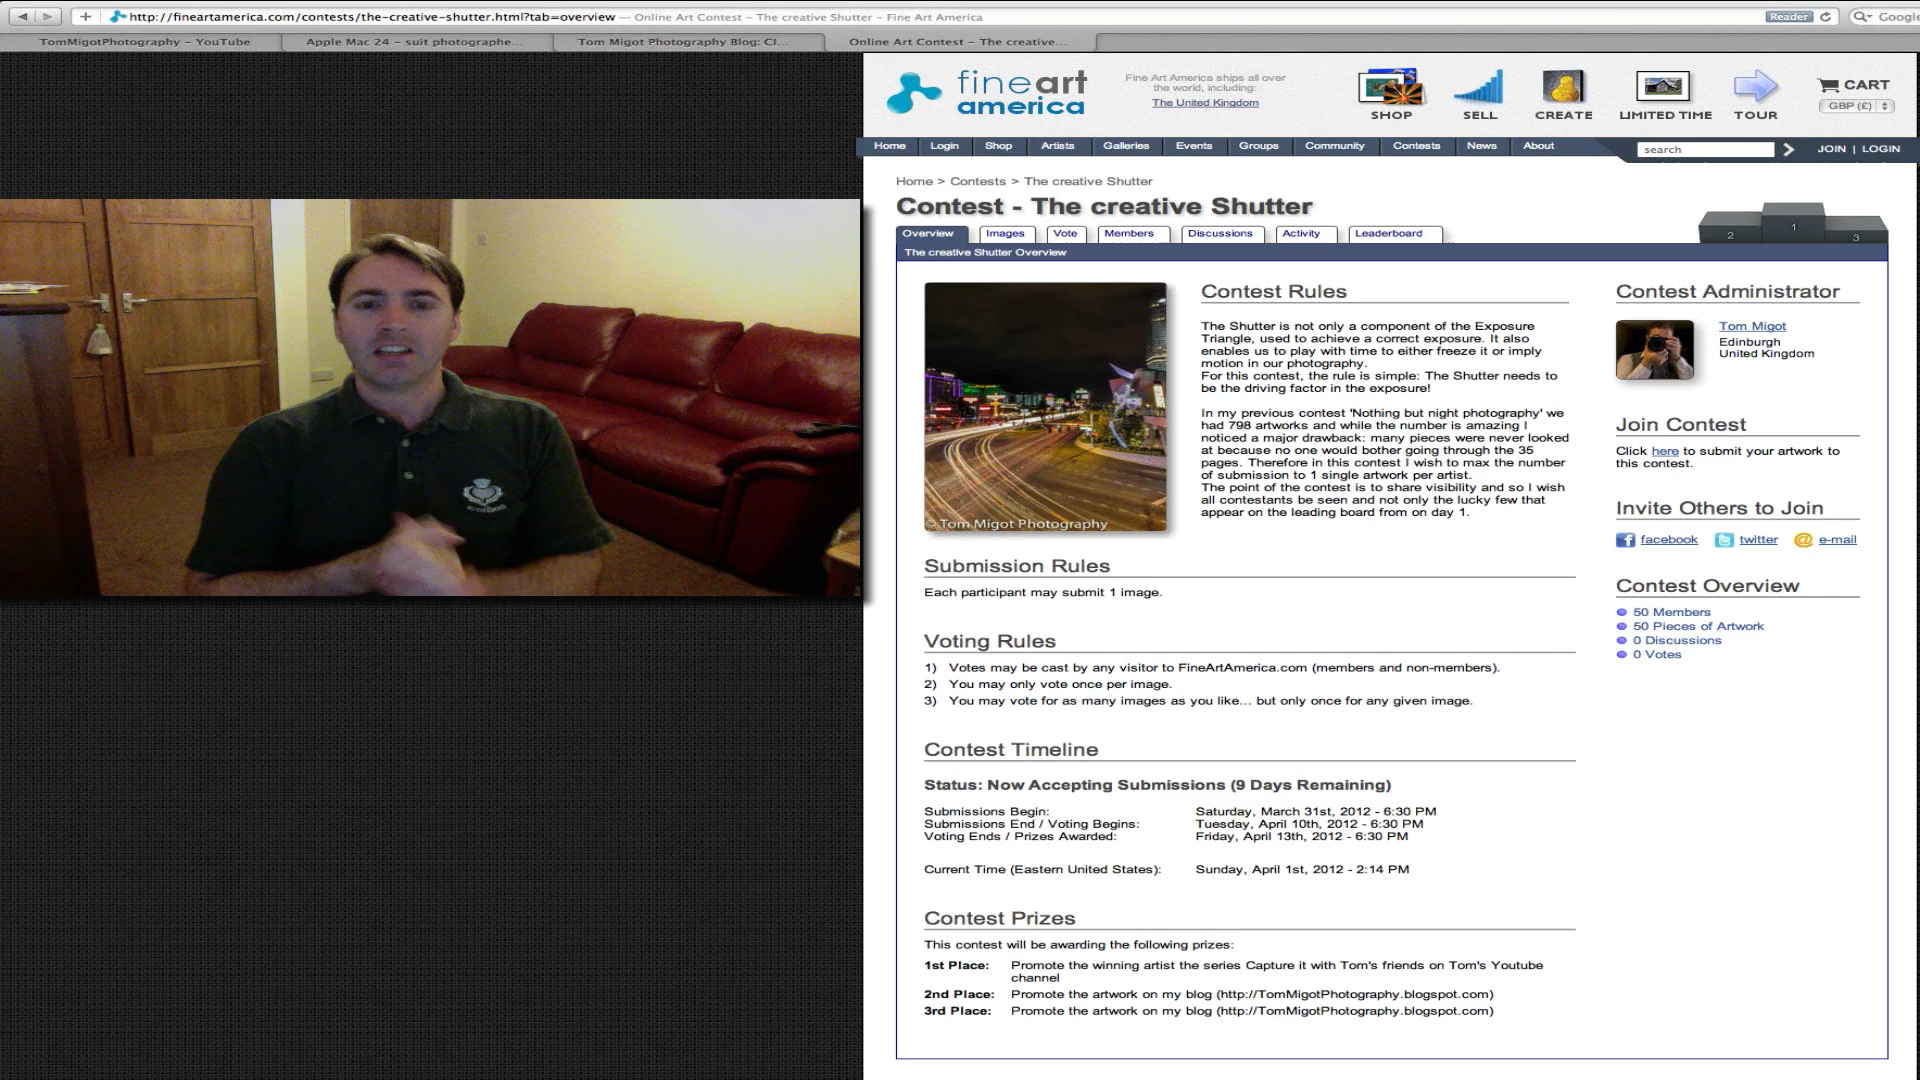 http://fineartamerica.com/contests/the-creative-shutter.html?tab=overview — Online Art Contest – The creative Shutter – Fine Art America
Reader
Google
TomMigotPhotography – YouTube
Apple Mac 24 – suit photographe...
Tom Migot Photography Blog: Cl...
Online Art Contest – The creative...
fineart
america
Fine Art America ships all over
the world, including:
The United Kingdom
SHOP
SELL
CREATE
LIMITED TIME
TOUR
CART
GBP (£)
Home Login Shop Artists Galleries Events Groups Community Contests News About
search
JOIN | LOGIN
Home > Contests > The creative Shutter
Contest - The creative Shutter
2 1 3
Overview Images Vote Members Discussions Activity Leaderboard
The creative Shutter Overview
© Tom Migot Photography
Contest Rules
The Shutter is not only a component of the Exposure
Triangle, used to achieve a correct exposure. It also
enables us to play with time to either freeze it or imply
motion in our photography.
For this contest, the rule is simple: The Shutter needs to
be the driving factor in the exposure!
In my previous contest 'Nothing but night photography' we
had 798 artworks and while the number is amazing I
noticed a major drawback: many pieces were never looked
at because no one would bother going through the 35
pages. Therefore in this contest I wish to max the number
of submission to 1 single artwork per artist.
The point of the contest is to share visibility and so I wish
all contestants be seen and not only the lucky few that
appear on the leading board from on day 1.
Submission Rules
Each participant may submit 1 image.
Voting Rules
1) Votes may be cast by any visitor to FineArtAmerica.com (members and non-members).
2) You may only vote once per image.
3) You may vote for as many images as you like... but only once for any given image.
Contest Timeline
Status: Now Accepting Submissions (9 Days Remaining)
Submissions Begin: Saturday, March 31st, 2012 - 6:30 PM
Submissions End / Voting Begins: Tuesday, April 10th, 2012 - 6:30 PM
Voting Ends / Prizes Awarded: Friday, April 13th, 2012 - 6:30 PM
Current Time (Eastern United States): Sunday, April 1st, 2012 - 2:14 PM
Contest Prizes
This contest will be awarding the following prizes:
1st Place: Promote the winning artist the series Capture it with Tom's friends on Tom's Youtube
channel
2nd Place: Promote the artwork on my blog (http://TomMigotPhotography.blogspot.com)
3rd Place: Promote the artwork on my blog (http://TomMigotPhotography.blogspot.com)
Contest Administrator
Tom Migot
Edinburgh
United Kingdom
Join Contest
Click here to submit your artwork to
this contest.
Invite Others to Join
facebook twitter e-mail
Contest Overview
50 Members
50 Pieces of Artwork
0 Discussions
0 Votes